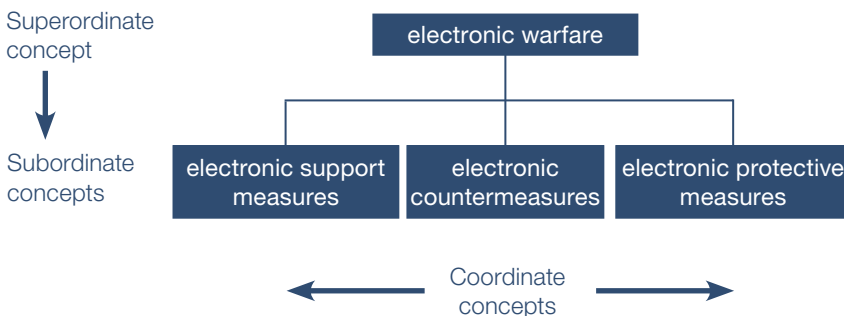 Superordinate
concept
electronic warfare
Subordinate
concepts
electronic support
measures
electronic
countermeasures
electronic protective
measures
Coordinate
concepts